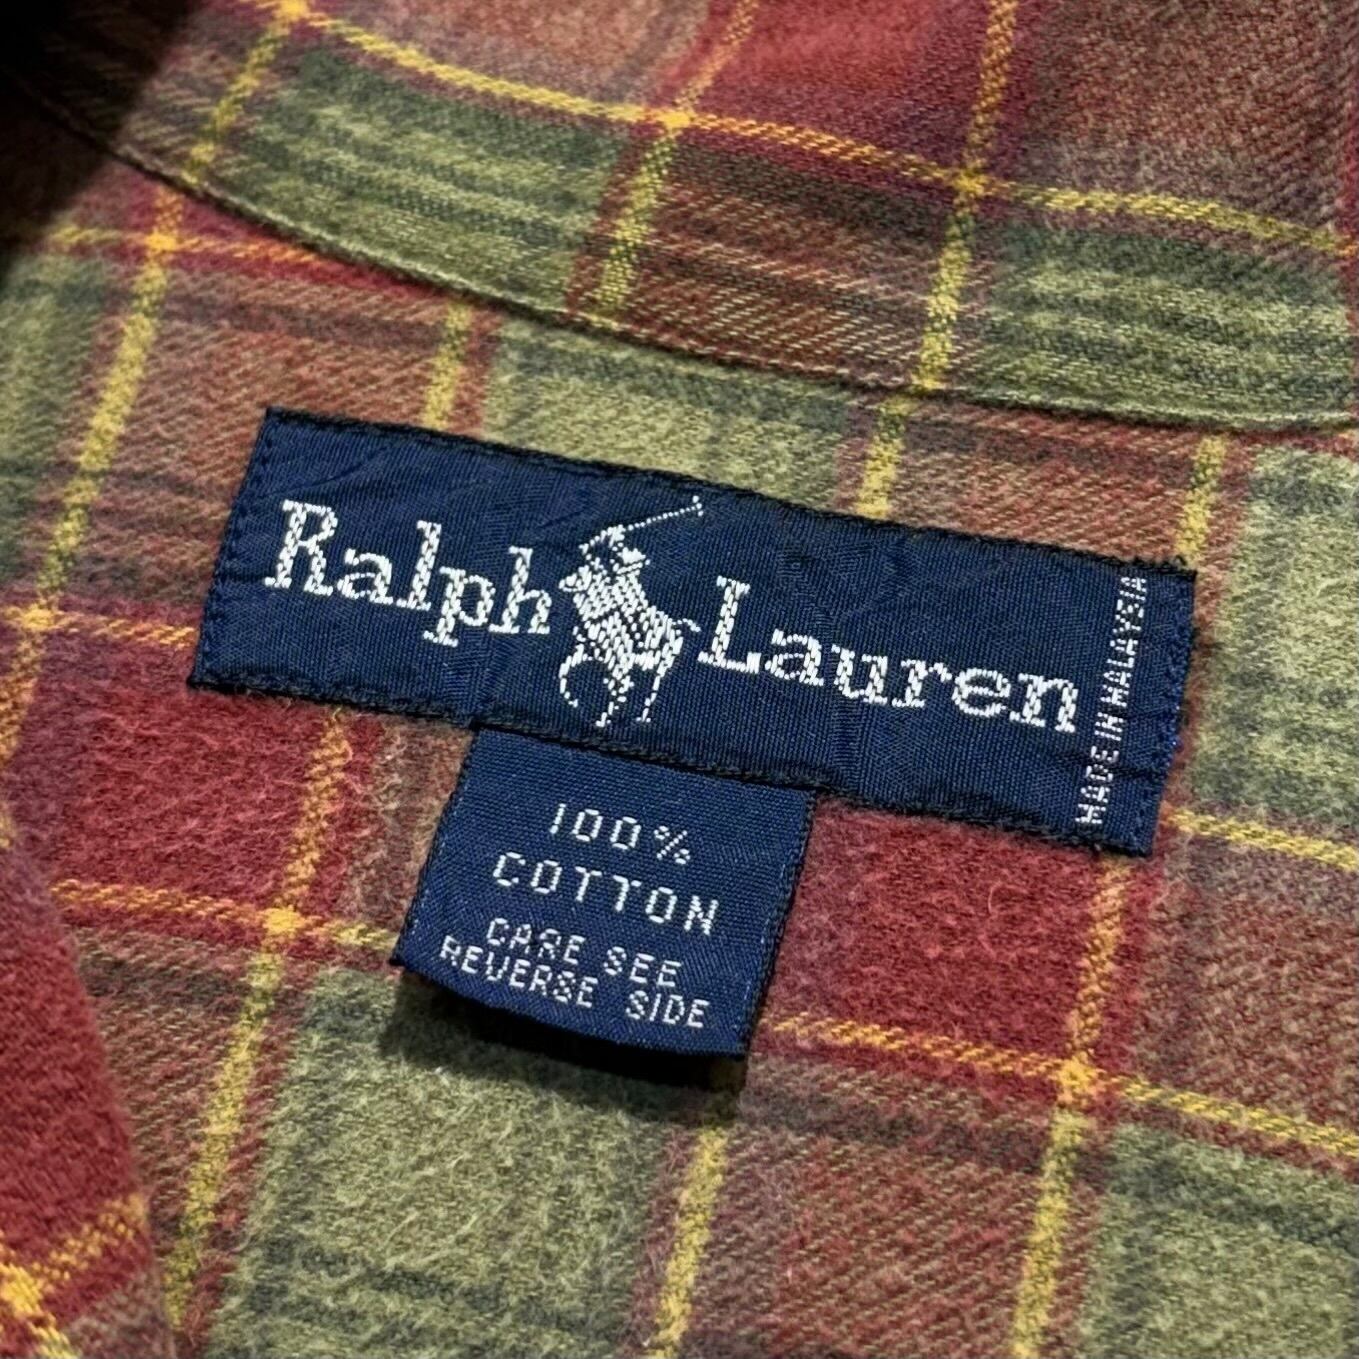 Ralph Lauren
MADE IN MALAYSIA
100%
COTTON
CARE SEE
REVERSE SIDE